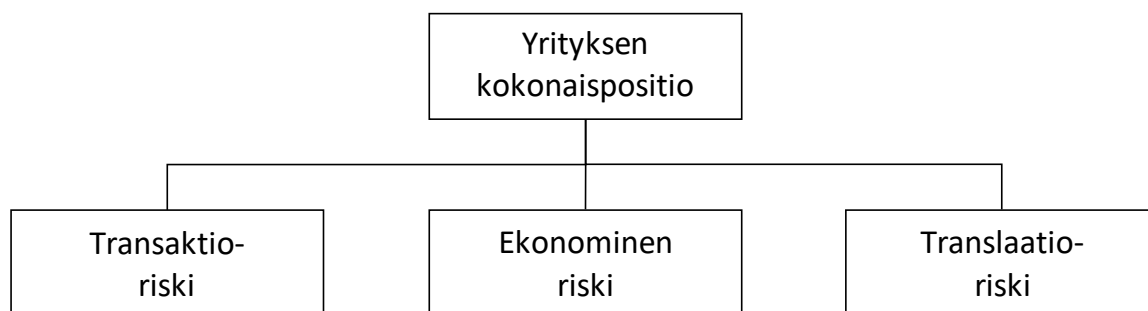 Yrityksen
kokonaispositio
Transaktio-
riski
Ekonominen
riski
Translaatio-
riski